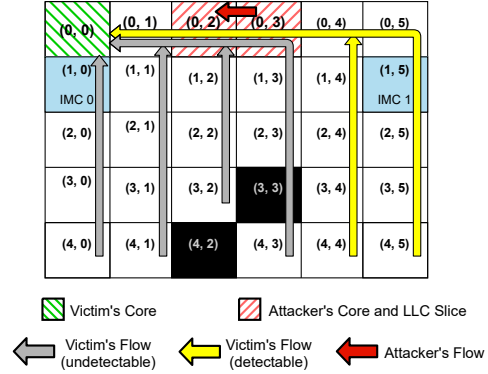 (0, 0) (0, 1) (0, 2) (0, 3) (0, 4) (0, 5)
(1, 0) (1, 1) (1, 2) (1, 3) (1, 4) (1, 5)
IMC 0 IMC 1
(2, 0) (2, 1) (2, 2) (2, 3) (2, 4) (2, 5)
(3, 0) (3, 1) (3, 2) (3, 3) (3, 4) (3, 5)
(4, 0) (4, 1) (4, 2) (4, 3) (4, 4) (4, 5)
Victim's Core Attacker's Core and LLC Slice
Victim's Flow Victim's Flow Attacker's Flow
(undetectable) (detectable)